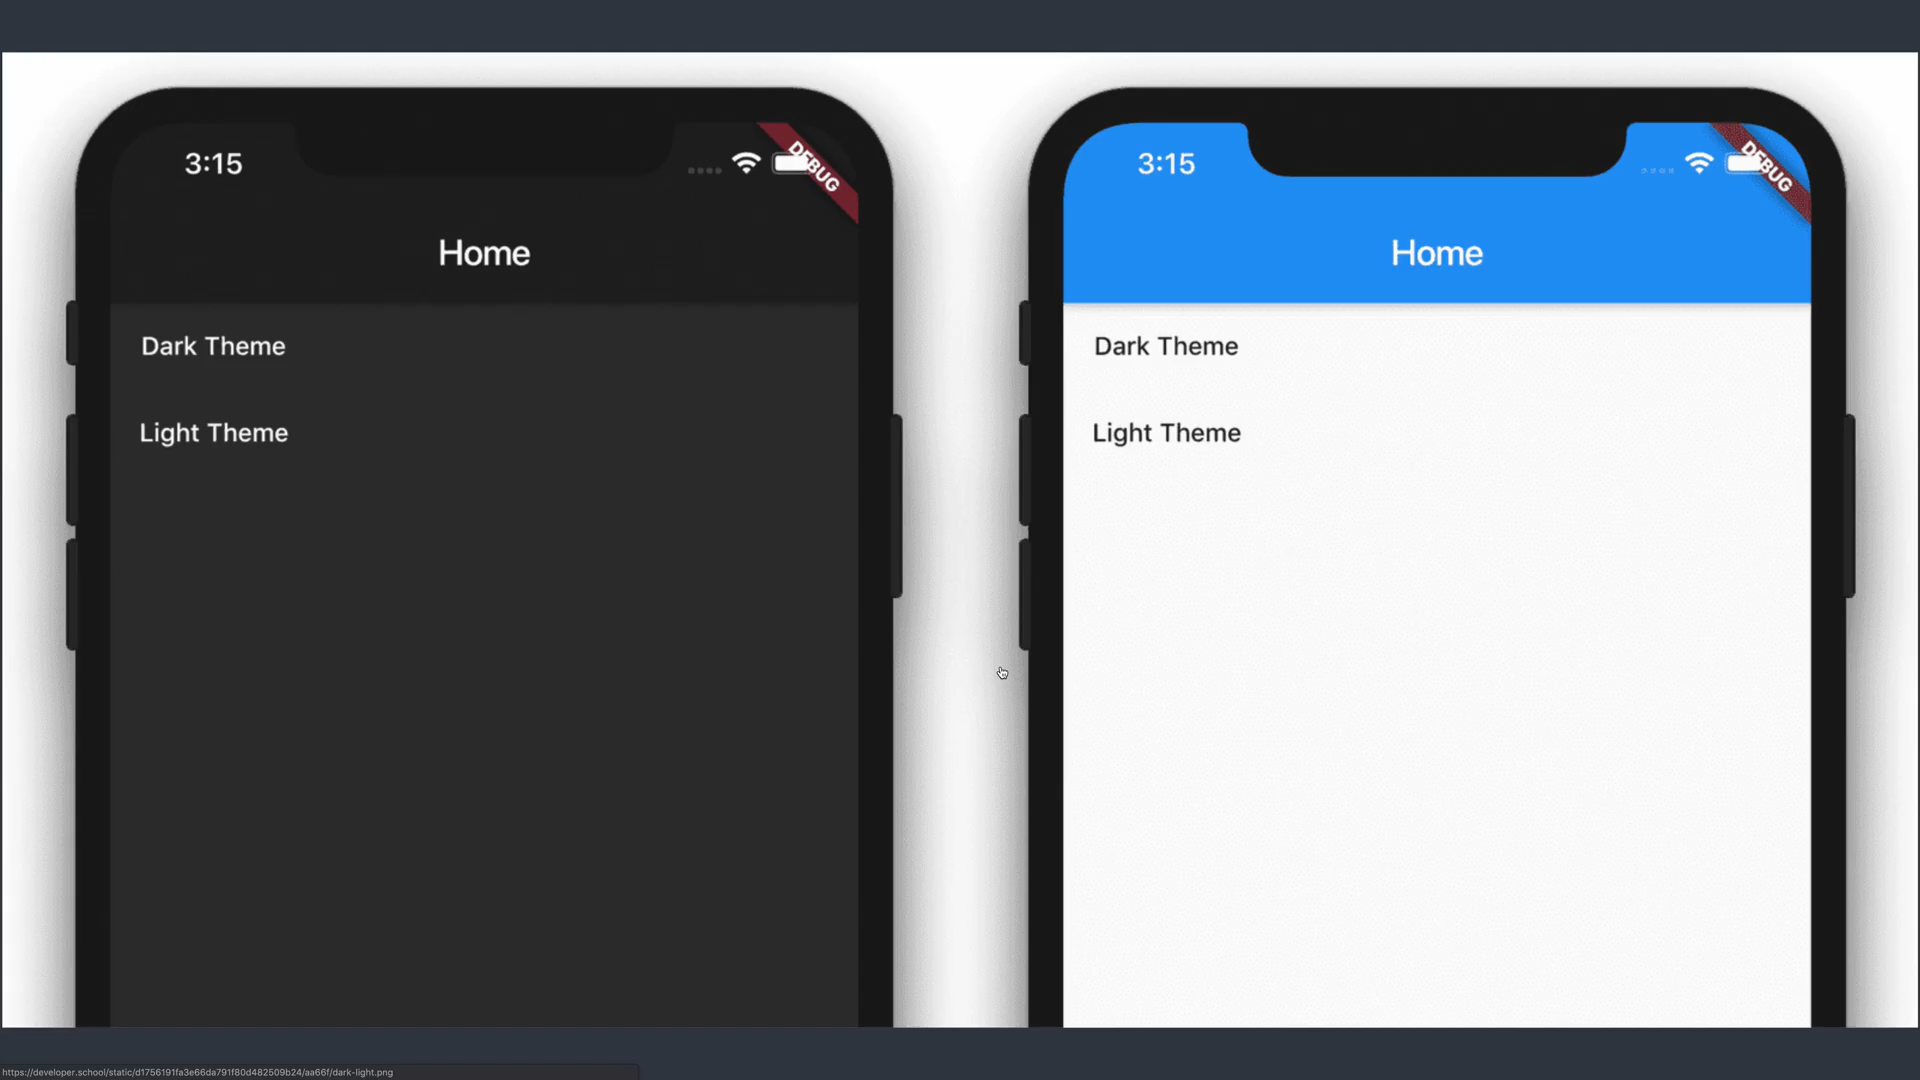 3:15
DEBUG
Home
Dark Theme
Light Theme
3:15
DEBUG
Home
Dark Theme
Light Theme
https://developer.school/static/d1756191fa3e66da791f80d482509b24/aa66f/dark-light.png